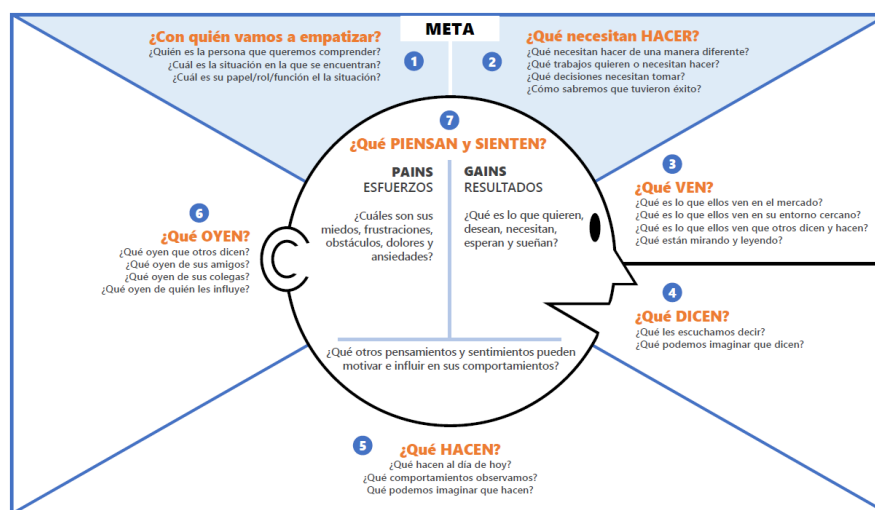 META
¿Con quién vamos a empatizar?
¿Quién es la persona que queremos comprender?
¿Cuál es la situación en la que se encuentran?
¿Cuál es su papel/rol/función el la situación?
1
2
¿Qué necesitan HACER?
¿Qué necesitan hacer de una manera diferente?
¿Qué trabajos quieren o necesitan hacer?
¿Qué decisiones necesitan tomar?
¿Cómo sabremos que tuvieron éxito?
3
¿Qué VEN?
¿Qué es lo que ellos ven en el mercado?
¿Qué es lo que ellos ven en su entorno cercano?
¿Qué es lo que ellos ven que otros dicen y hacen?
¿Qué están mirando y leyendo?
4
¿Qué DICEN?
¿Qué les escuchamos decir?
¿Qué podemos imaginar que dicen?
5
¿Qué HACEN?
¿Qué hacen al día de hoy?
¿Qué comportamientos observamos?
Qué podemos imaginar que hacen?
6
¿Qué OYEN?
¿Qué oyen que otros dicen?
¿Qué oyen de sus amigos?
¿Qué oyen de sus colegas?
¿Qué oyen de quién les influye?
7
¿Qué PIENSAN y SIENTEN?
PAINS
ESFUERZOS
¿Cuáles son sus
miedos, frustraciones,
obstáculos, dolores y
ansiedades?
GAINS
RESULTADOS
¿Qué es lo que quieren,
desean, necesitan,
esperan y sueñan?
¿Qué otros pensamientos y sentimientos pueden
motivar e influir en sus comportamientos?